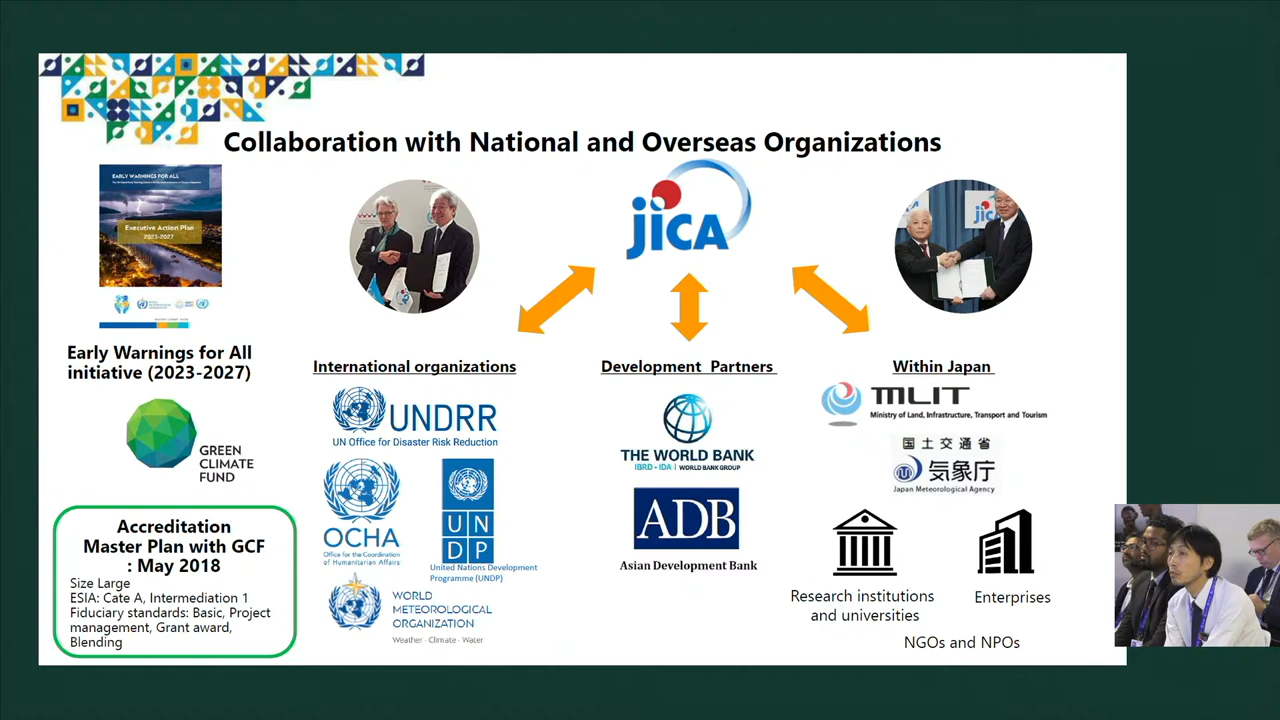 Collaboration with National and Overseas Organizations
EARLY WARNINGS FOR ALL
Executive Action Plan
2023-2027
Early Warnings for All
initiative (2023-2027)
GREEN
CLIMATE
FUND
Accreditation
Master Plan with GCF
: May 2018
Size Large
ESIA: Cate A, Intermediation 1
Fiduciary standards: Basic, Project
management, Grant award,
Blending
JICA
JICA
International organizations
UNDRR
UN Office for Disaster Risk Reduction
OCHA
Office for the Coordination
of Humanitarian Affairs
UN
DP
United Nations Development
Programme (UNDP)
WORLD
METEOROLOGICAL
ORGANIZATION
Weather · Climate · Water
Development Partners
THE WORLD BANK
IBRD • IDA | WORLD BANK GROUP
ADB
Asian Development Bank
Within Japan
MLIT
Ministry of Land, Infrastructure, Transport and Tourism
国土交通省
気象庁
Japan Meteorological Agency
Research institutions
and universities
Enterprises
NGOs and NPOs